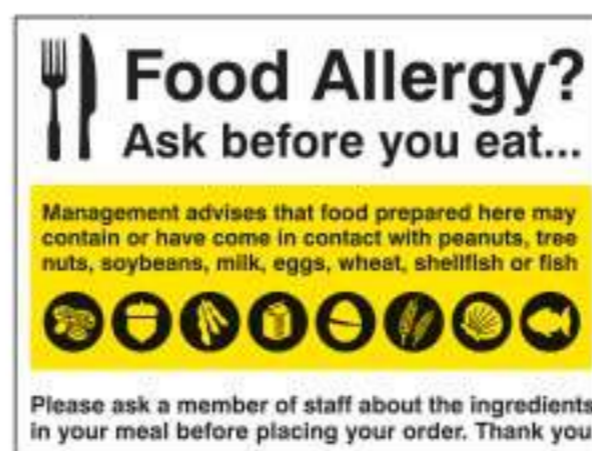 Food Allergy?
Ask before you eat...
Management advises that food prepared here may
contain or have come in contact with peanuts, tree
nuts, soybeans, milk, eggs, wheat, shellfish or fish
Please ask a member of staff about the ingredients
in your meal before placing your order. Thank you